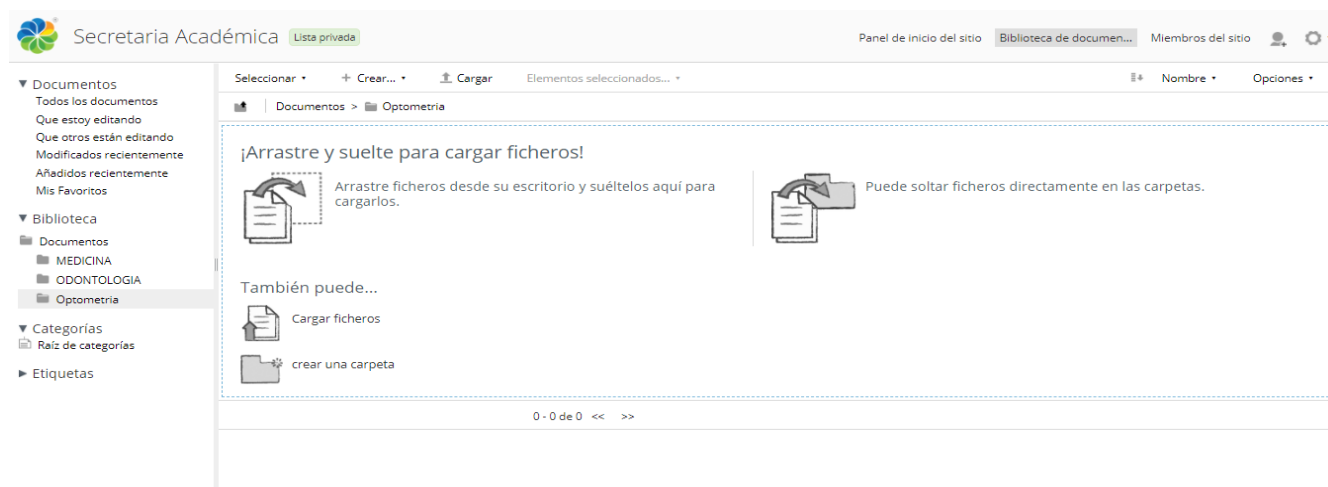 Secretaria Académica Lista privada
Panel de inicio del sitio Biblioteca de documen... Miembros del sitio
Documentos
Todos los documentos
Que estoy editando
Que otros están editando
Modificados recientemente
Añadidos recientemente
Mis Favoritos
Biblioteca
Documentos
MEDICINA
ODONTOLOGIA
Optometria
Categorías
Raíz de categorías
Etiquetas
Seleccionar + Crear... Cargar Elementos seleccionados... Nombre Opciones
Documentos > Optometria
¡Arrastre y suelte para cargar ficheros!
Arrastre ficheros desde su escritorio y suéltelos aquí para
cargarlos.
Puede soltar ficheros directamente en las carpetas.
También puede...
Cargar ficheros
crear una carpeta
0 - 0 de 0 << >>